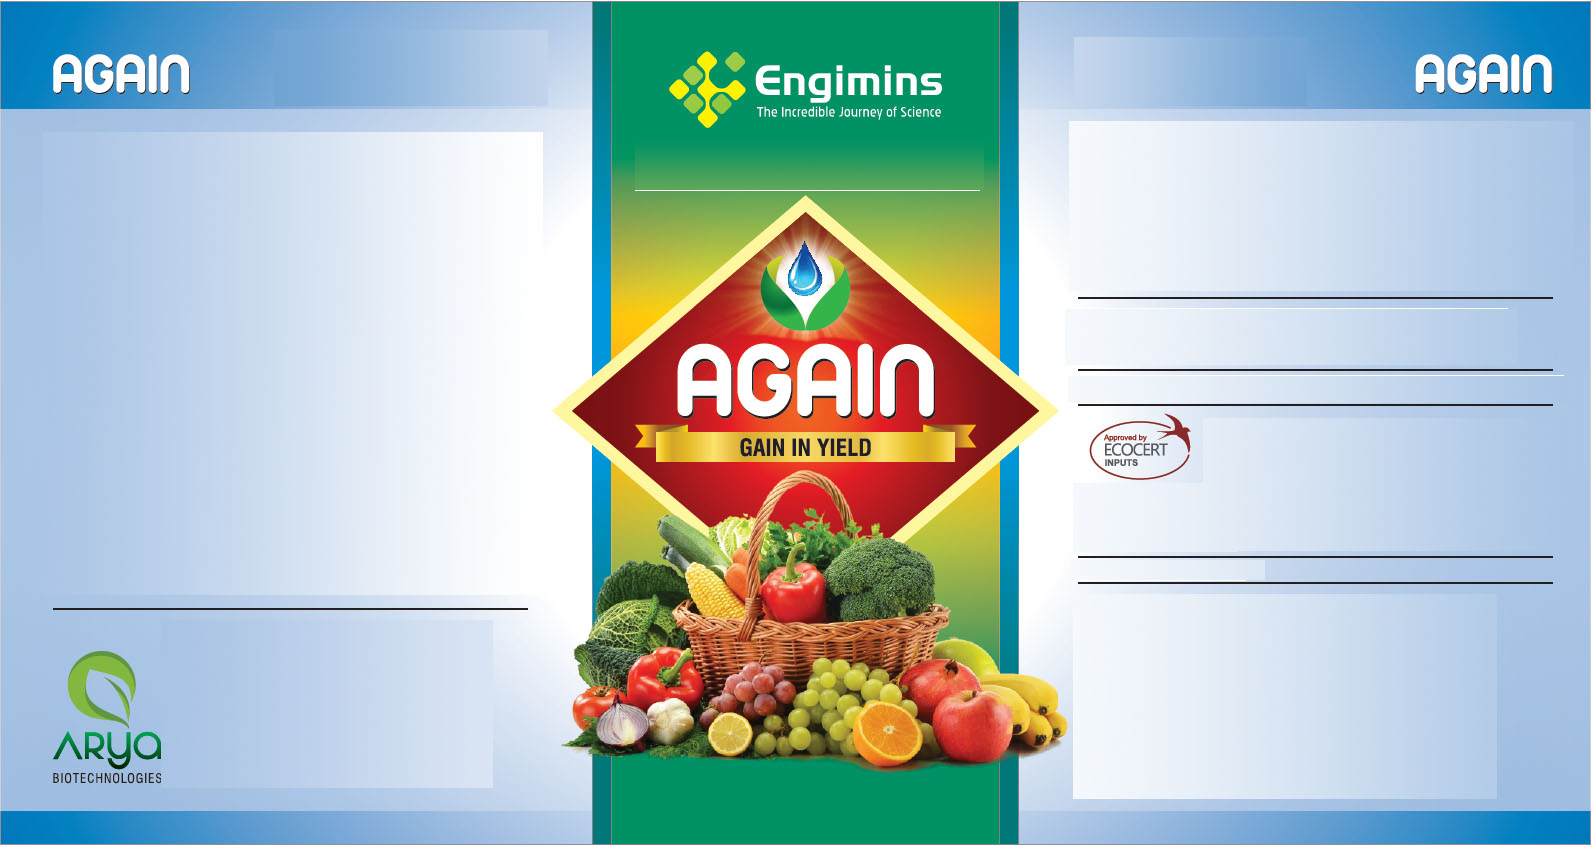 AGAIN
ARYA
BIOTECHNOLOGIES
Engimins
The Incredible Journey of Science
AGAIN
GAIN IN YIELD
AGAIN
Approved by
ECOCERT
INPUTS